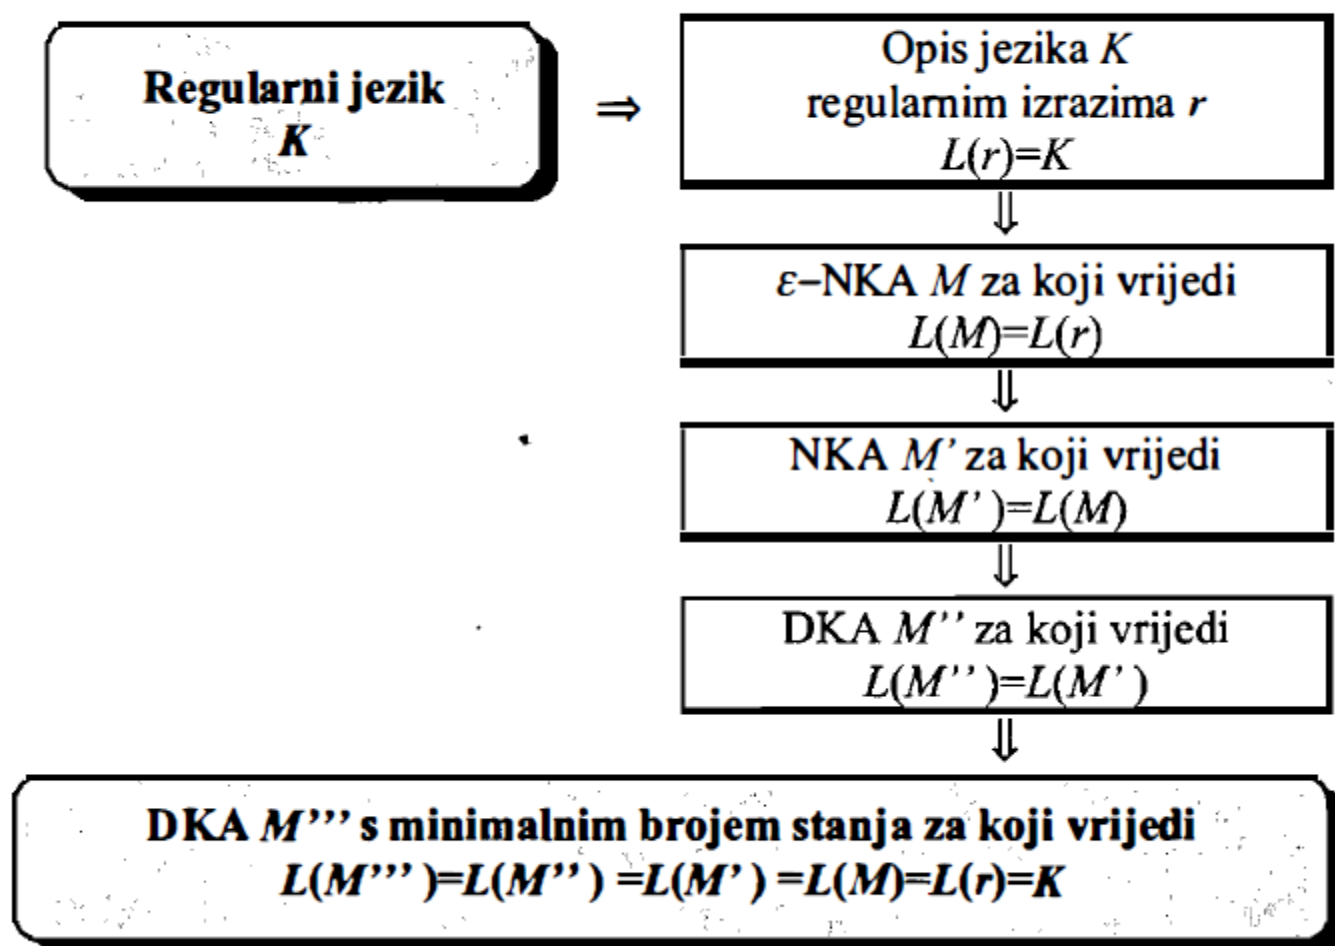 Regularni jezik
K
⇒
Opis jezika K
regularnim izrazima r
L(r)=K
⇓
ε–NKA M za koji vrijedi
L(M)=L(r)
⇓
NKA M’ za koji vrijedi
L(M’ )=L(M)
⇓
DKA M’’ za koji vrijedi
L(M’’ )=L(M’ )
⇓
DKA M’’’ s minimalnim brojem stanja za koji vrijedi
L(M’’’ )=L(M’’ ) =L(M’ ) =L(M)=L(r)=K